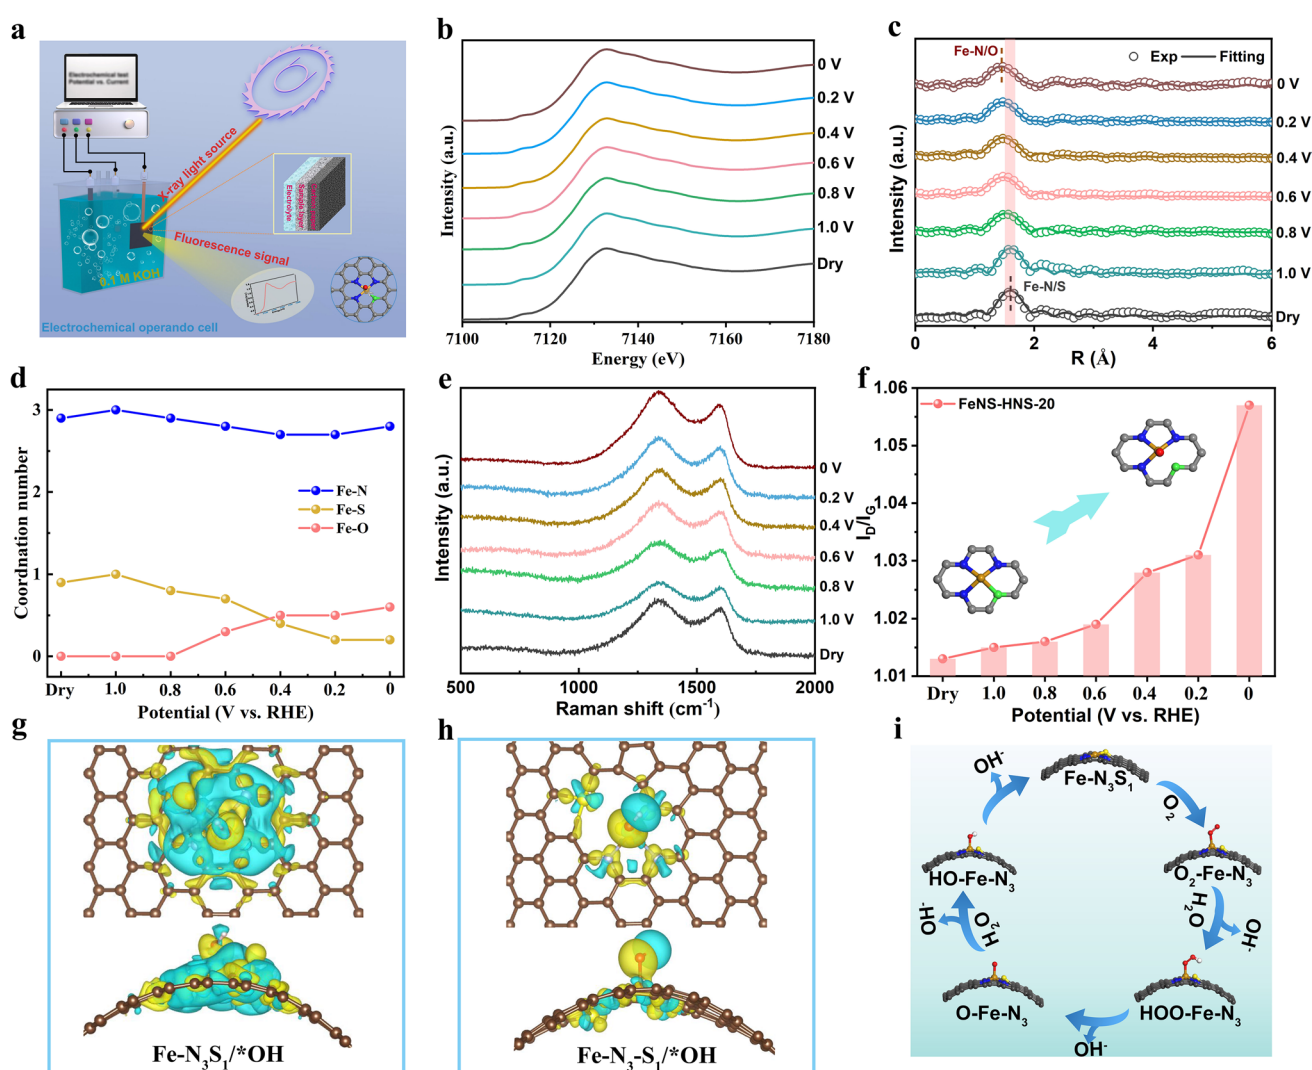 a
Electrochemical test
Potential vs. Current
X-ray light source
Electrolyte
Sample layer
Fluorescence signal
0.1 M KOH
Electrochemical operando cell
b
Intensity (a.u.)
0 V
0.2 V
0.4 V
0.6 V
0.8 V
1.0 V
Dry
7100 7120 7140 7160 7180
Energy (eV)
c
Intensity (a.u.)
Fe-N/O
Exp Fitting
0 V
0.2 V
0.4 V
0.6 V
0.8 V
1.0 V
Fe-N/S
Dry
0 2 4 6
R (Å)
d
Coordnation number
3
2
1
0
Fe-N
Fe-S
Fe-O
Dry 1.0 0.8 0.6 0.4 0.2 0
Potential (V vs. RHE)
e
Intensity (a.u.)
0 V
0.2 V
0.4 V
0.6 V
0.8 V
1.0 V
Dry
500 1000 1500 2000
Raman shift (cm⁻¹)
f
I_D/I_G
1.06
1.05
1.04
1.03
1.02
1.01
FeNS-HNS-20
Dry 1.0 0.8 0.6 0.4 0.2 0
Potential (V vs. RHE)
g
Fe-N₃S₁/*OH
h
Fe-N₃-S₁/*OH
i
OH⁻
Fe-N₃S₁
O₂
HO-Fe-N₃
O₂-Fe-N₃
OH⁻
H₂O
H₂O
OH⁻
O-Fe-N₃
HOO-Fe-N₃
OH⁻